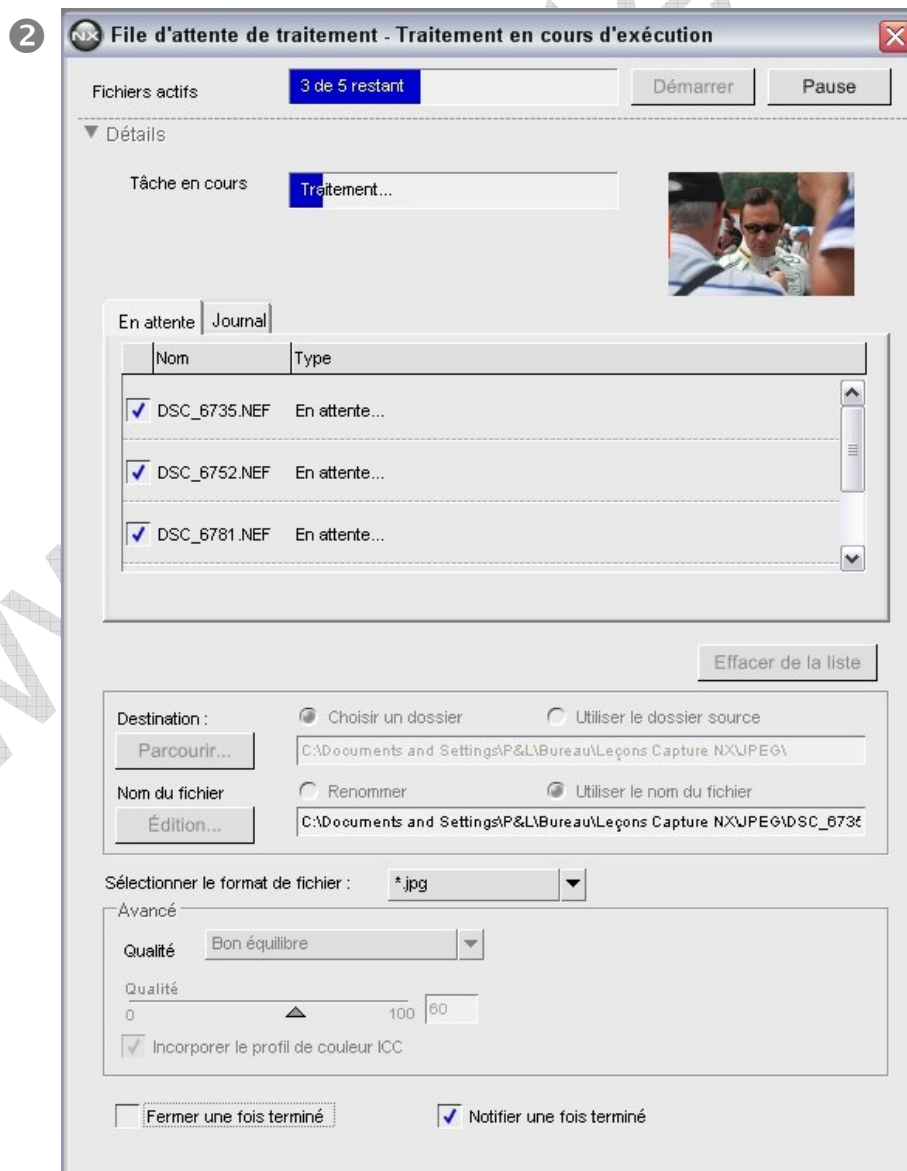 2
NX File d'attente de traitement - Traitement en cours d'exécution
Fichiers actifs 3 de 5 restant Démarrer Pause
Détails
Tâche en cours Traitement...
En attente Journal
Nom Type
DSC_6735.NEF En attente...
DSC_6752.NEF En attente...
DSC_6781.NEF En attente...
Effacer de la liste
Destination : Choisir un dossier Utiliser le dossier source
Parcourir... C:\Documents and Settings\P&L\Bureau\Leçons Capture NX\JPEG\
Nom du fichier Renommer Utiliser le nom du fichier
Édition... C:\Documents and Settings\P&L\Bureau\Leçons Capture NX\JPEG\DSC_6735
Sélectionner le format de fichier : *.jpg
Avancé
Qualité Bon équilibre
Qualité
0 100 60
Incorporer le profil de couleur ICC
Fermer une fois terminé Notifier une fois terminé